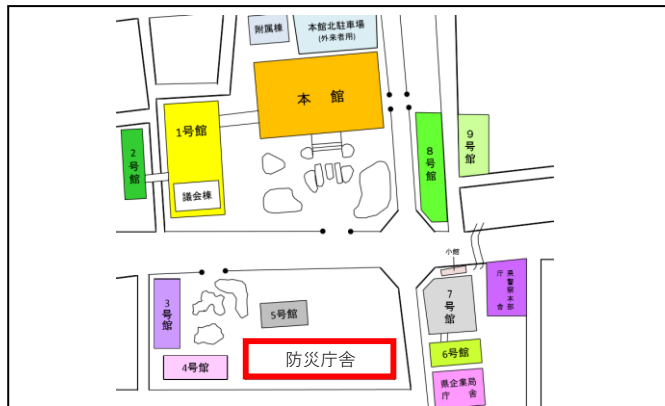 附属棟
本館北駐車場
(外来者用)
本館
1号館
2号館
議会棟
8号館
9号館
小館
県警察本部庁舎
7号館
3号館
5号館
防災庁舎
4号館
6号館
県企業局
庁舎